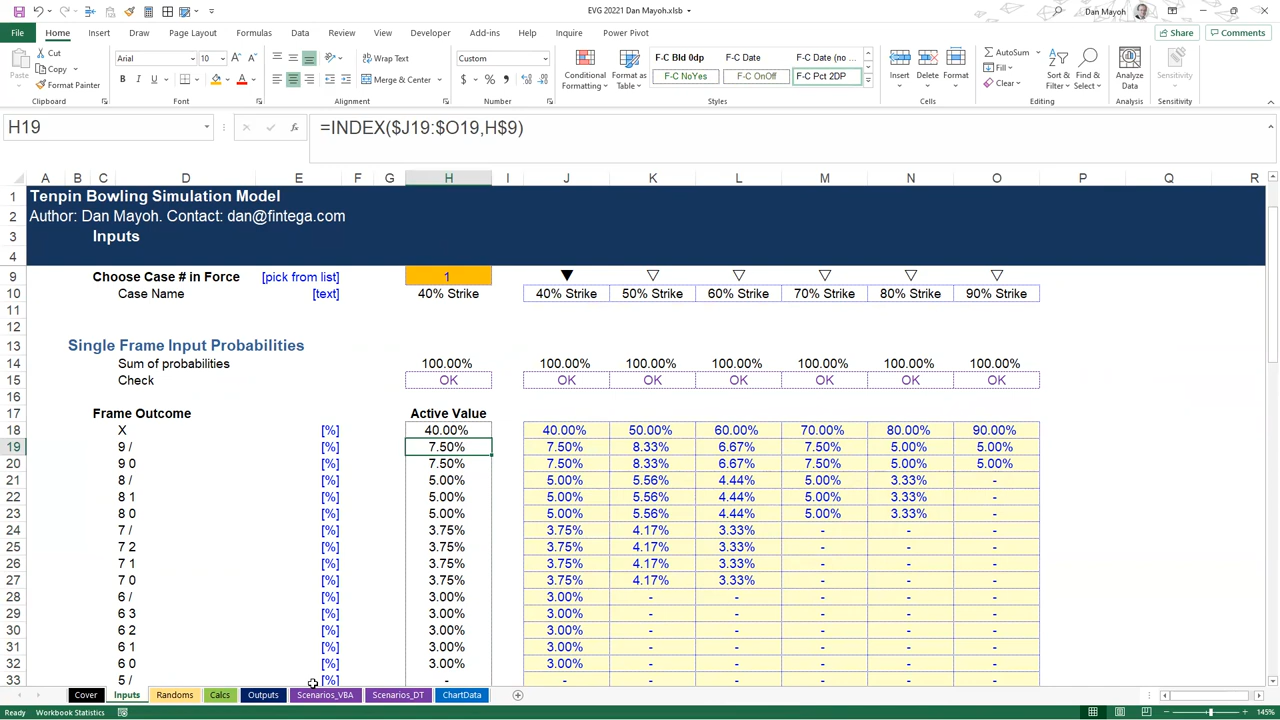 EVG 20221 Dan Mayoh.xlsb
Dan Mayoh
File Home Insert Draw Page Layout Formulas Data Review View Developer Add-ins Help Inquire Power Pivot Share Comments
Cut Arial 10 Wrap Text Custom F-C Bld 0dp F-C Date F-C Date (no ... AutoSum
Copy Fill
Paste Format Painter B I U Merge & Center $ % Conditional Formatting Format as Table F-C NoYes F-C OnOff F-C Pct 2DP Insert Delete Format Clear Sort & Filter Find & Select Analyze Data Sensitivity
Clipboard Font Alignment Number Styles Cells Editing Analysis Sensitivity
H19 fx =INDEX($J19:$O19,H$9)
A B C D E F G H I J K L M N O P Q R
1 Tenpin Bowling Simulation Model
2 Author: Dan Mayoh. Contact: dan@fintega.com
3 Inputs
4
9 Choose Case # in Force [pick from list] 1
10 Case Name [text] 40% Strike 40% Strike 50% Strike 60% Strike 70% Strike 80% Strike 90% Strike
11
12
13 Single Frame Input Probabilities
14 Sum of probabilities 100.00% 100.00% 100.00% 100.00% 100.00% 100.00% 100.00%
15 Check OK OK OK OK OK OK OK
16
17 Frame Outcome Active Value
18 X [%] 40.00% 40.00% 50.00% 60.00% 70.00% 80.00% 90.00%
19 9 / [%] 7.50% 7.50% 8.33% 6.67% 7.50% 5.00% 5.00%
20 9 0 [%] 7.50% 7.50% 8.33% 6.67% 7.50% 5.00% 5.00%
21 8 / [%] 5.00% 5.00% 5.56% 4.44% 5.00% 3.33% -
22 8 1 [%] 5.00% 5.00% 5.56% 4.44% 5.00% 3.33% -
23 8 0 [%] 5.00% 5.00% 5.56% 4.44% 5.00% 3.33% -
24 7 / [%] 3.75% 3.75% 4.17% 3.33% - - -
25 7 2 [%] 3.75% 3.75% 4.17% 3.33% - - -
26 7 1 [%] 3.75% 3.75% 4.17% 3.33% - - -
27 7 0 [%] 3.75% 3.75% 4.17% 3.33% - - -
28 6 / [%] 3.00% 3.00% - - - - -
29 6 3 [%] 3.00% 3.00% - - - - -
30 6 2 [%] 3.00% 3.00% - - - - -
31 6 1 [%] 3.00% 3.00% - - - - -
32 6 0 [%] 3.00% 3.00% - - - - -
33 5 / [%] - - - - - - -
Cover Inputs Randoms Calcs Outputs Scenarios_VBA Scenarios_DT ChartData
Ready Workbook Statistics 145%